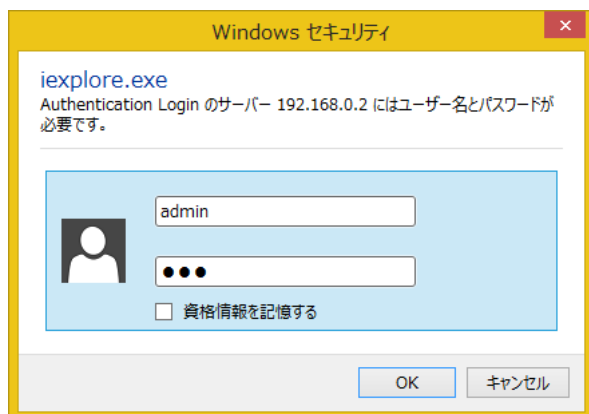 Windows セキュリティ
iexplore.exe
Authentication Login のサーバー 192.168.0.2 にはユーザー名とパスワードが
必要です。
admin
●●●
資格情報を記憶する
OK
キャンセル